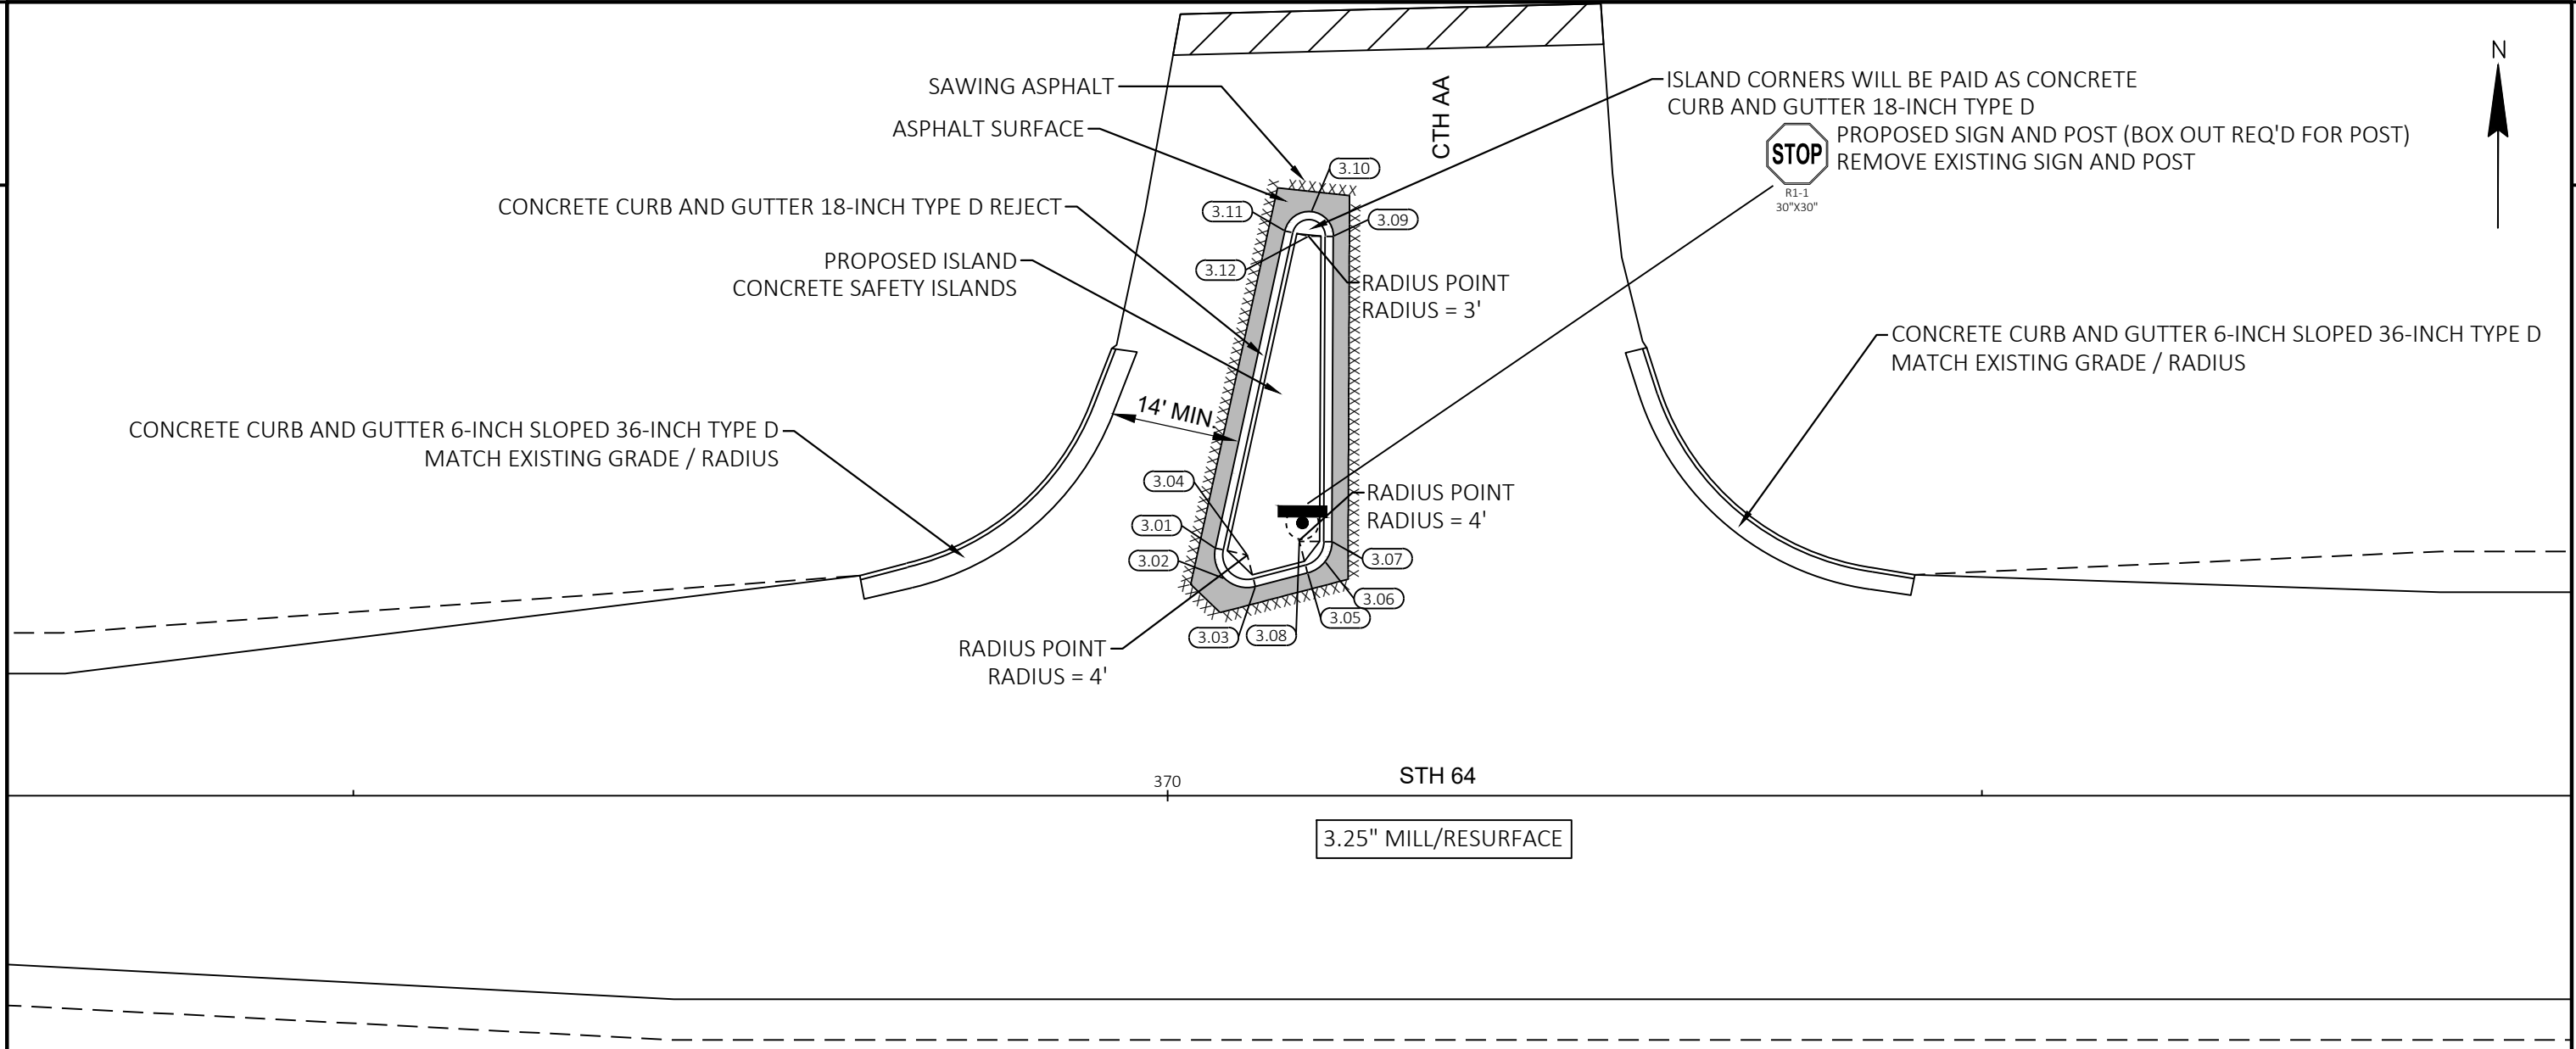 N
SAWING ASPHALT
ASPHALT SURFACE
CTH AA
ISLAND CORNERS WILL BE PAID AS CONCRETE
CURB AND GUTTER 18-INCH TYPE D
STOP
R1-1
30"X30"
PROPOSED SIGN AND POST (BOX OUT REQ'D FOR POST)
REMOVE EXISTING SIGN AND POST
3.10
CONCRETE CURB AND GUTTER 18-INCH TYPE D REJECT
3.11
3.09
PROPOSED ISLAND
CONCRETE SAFETY ISLANDS
3.12
RADIUS POINT
RADIUS = 3'
CONCRETE CURB AND GUTTER 6-INCH SLOPED 36-INCH TYPE D
MATCH EXISTING GRADE / RADIUS
14' MIN.
CONCRETE CURB AND GUTTER 6-INCH SLOPED 36-INCH TYPE D
MATCH EXISTING GRADE / RADIUS
3.04
RADIUS POINT
RADIUS = 4'
3.01
3.02
3.07
3.06
3.05
3.03
3.08
RADIUS POINT
RADIUS = 4'
370
STH 64
3.25" MILL/RESURFACE